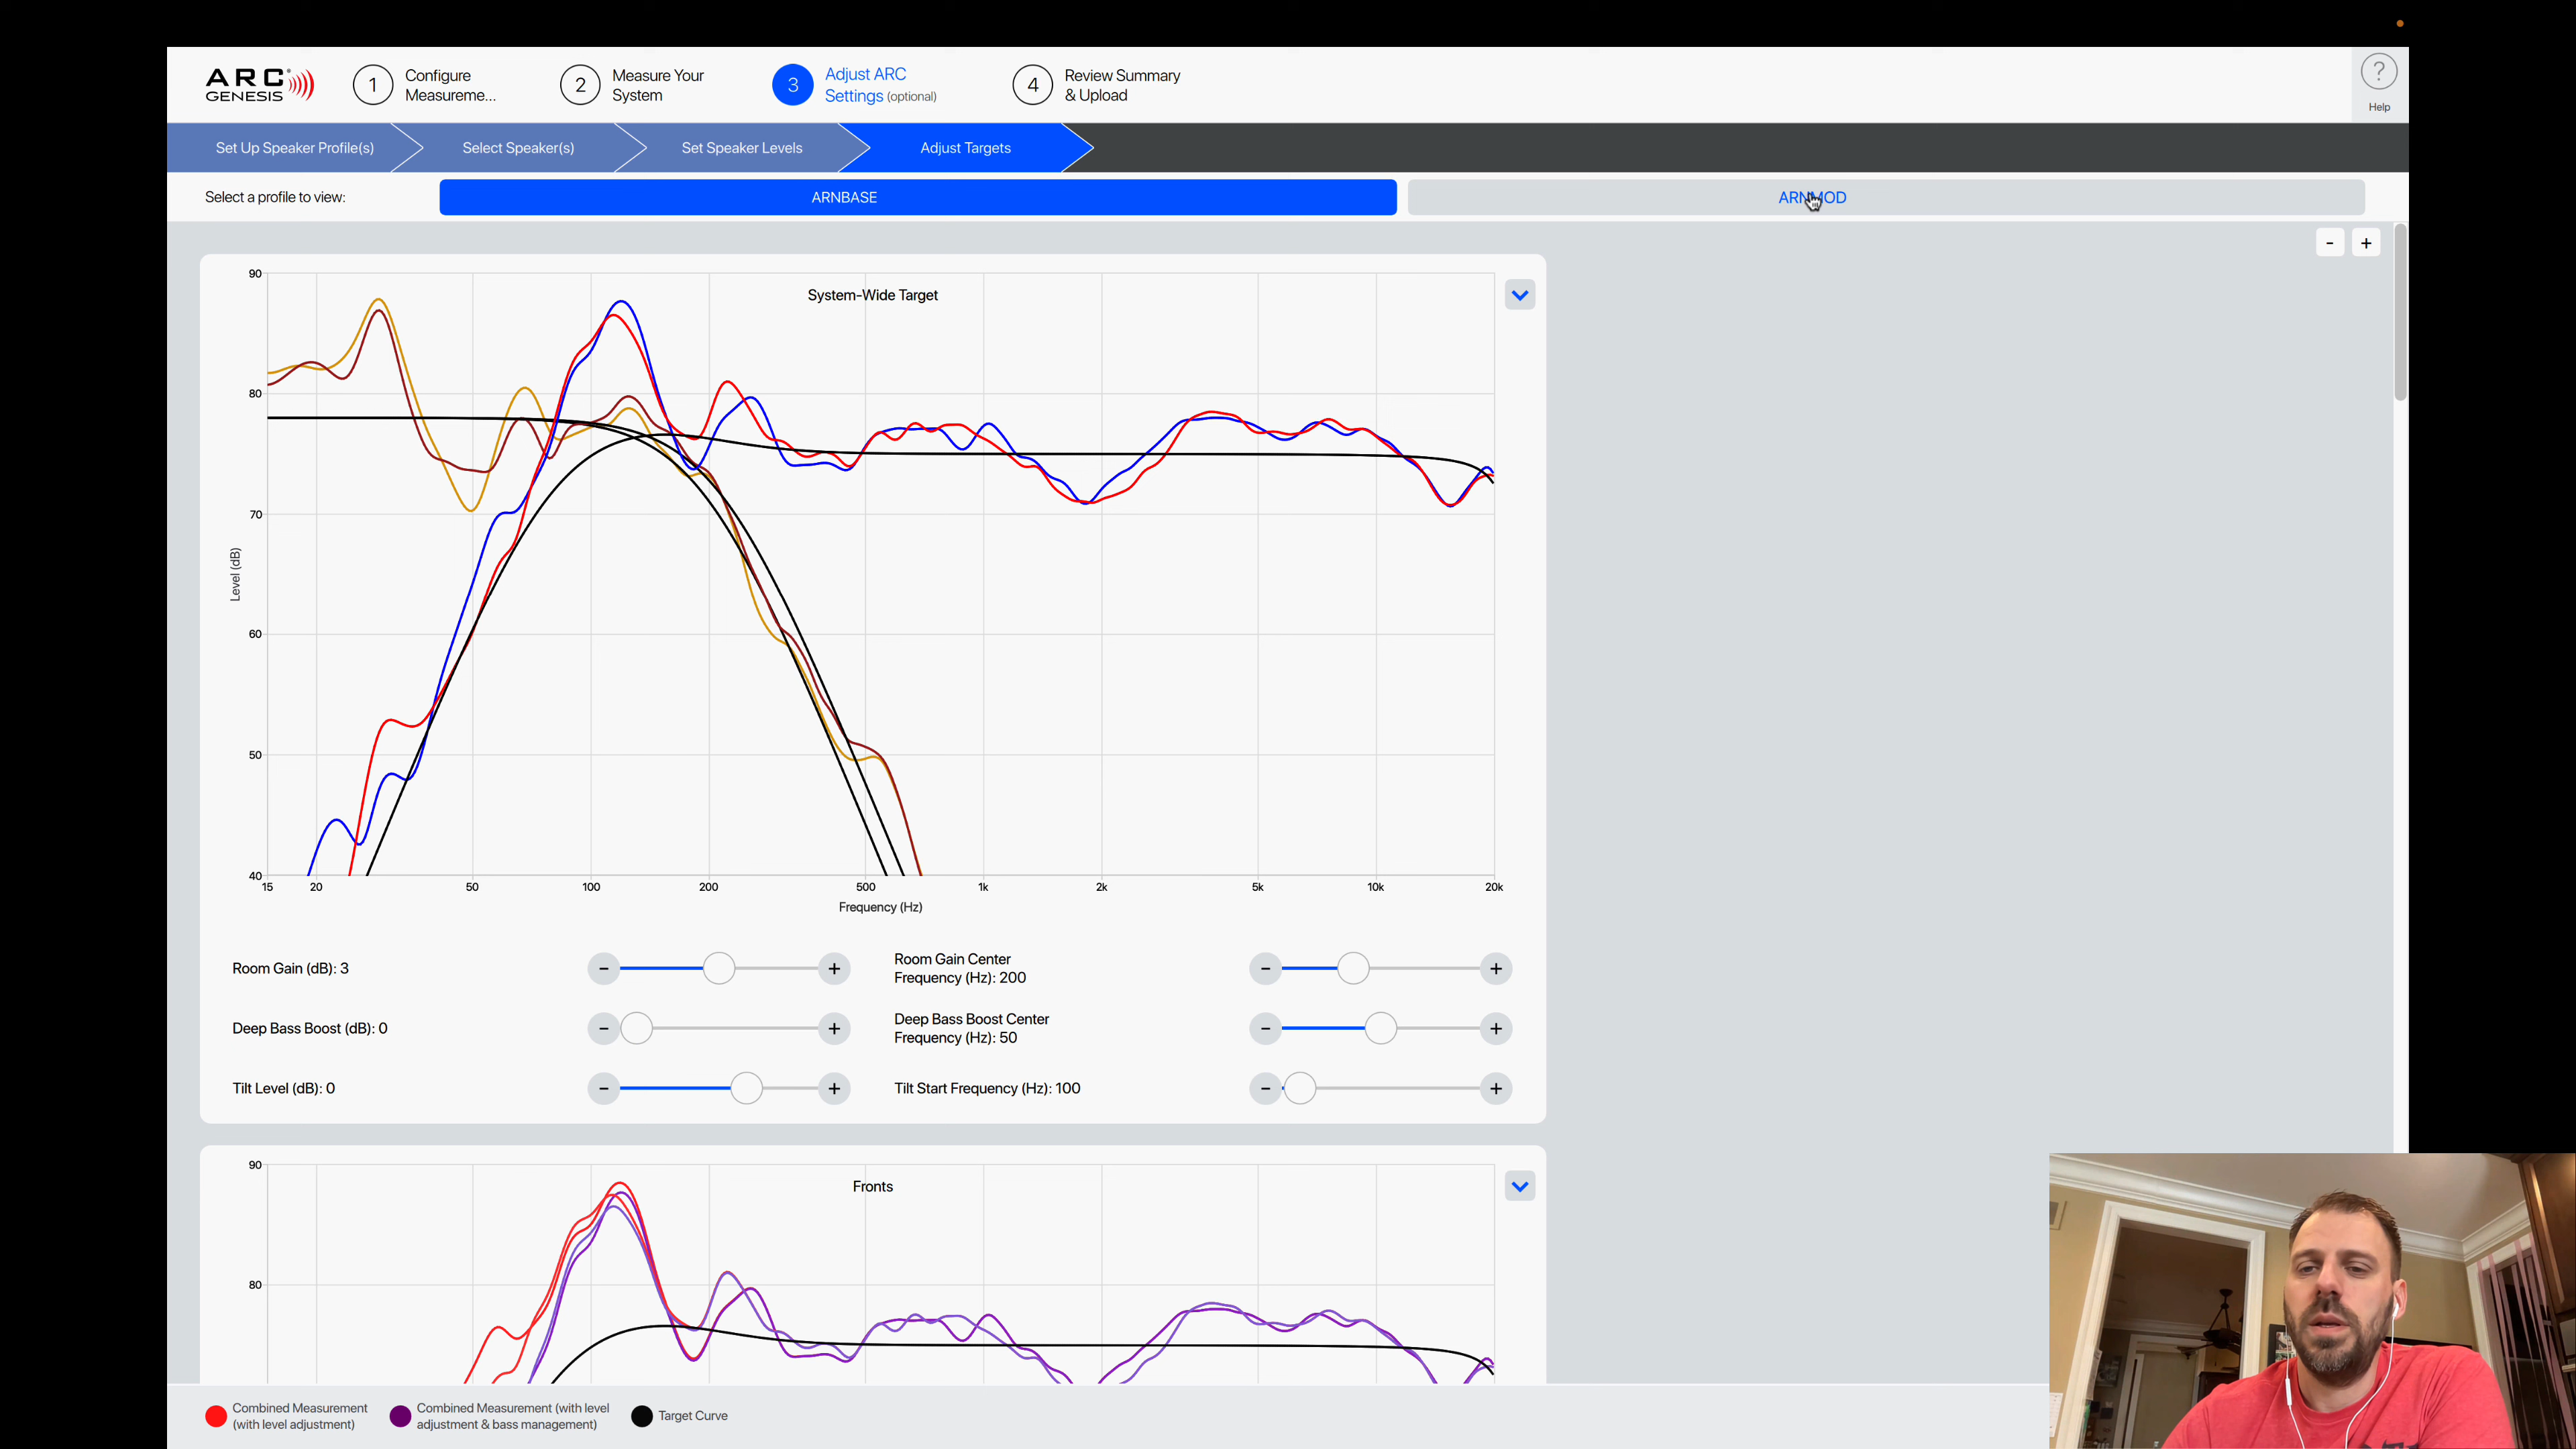 ARC
GENESIS
1
Configure
Measureme...
2
Measure Your
System
3
Adjust ARC
Settings (optional)
4
Review Summary
& Upload
?
Help
Set Up Speaker Profile(s)
Select Speaker(s)
Set Speaker Levels
Adjust Targets
Select a profile to view:
ARNBASE
ARNMOD
-
+
System-Wide Target
90
80
70
60
50
40
Level (dB)
15
20
50
100
200
500
1k
2k
5k
10k
20k
Frequency (Hz)
Room Gain (dB): 3
-
+
Room Gain Center
Frequency (Hz): 200
-
+
Deep Bass Boost (dB): 0
-
+
Deep Bass Boost Center
Frequency (Hz): 50
-
+
Tilt Level (dB): 0
-
+
Tilt Start Frequency (Hz): 100
-
+
Fronts
90
80
Combined Measurement
(with level adjustment)
Combined Measurement (with level
adjustment & bass management)
Target Curve